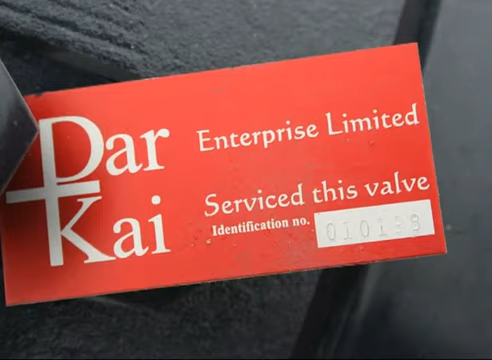 Dar
Kai
Enterprise Limited
Serviced this valve
Identification no.